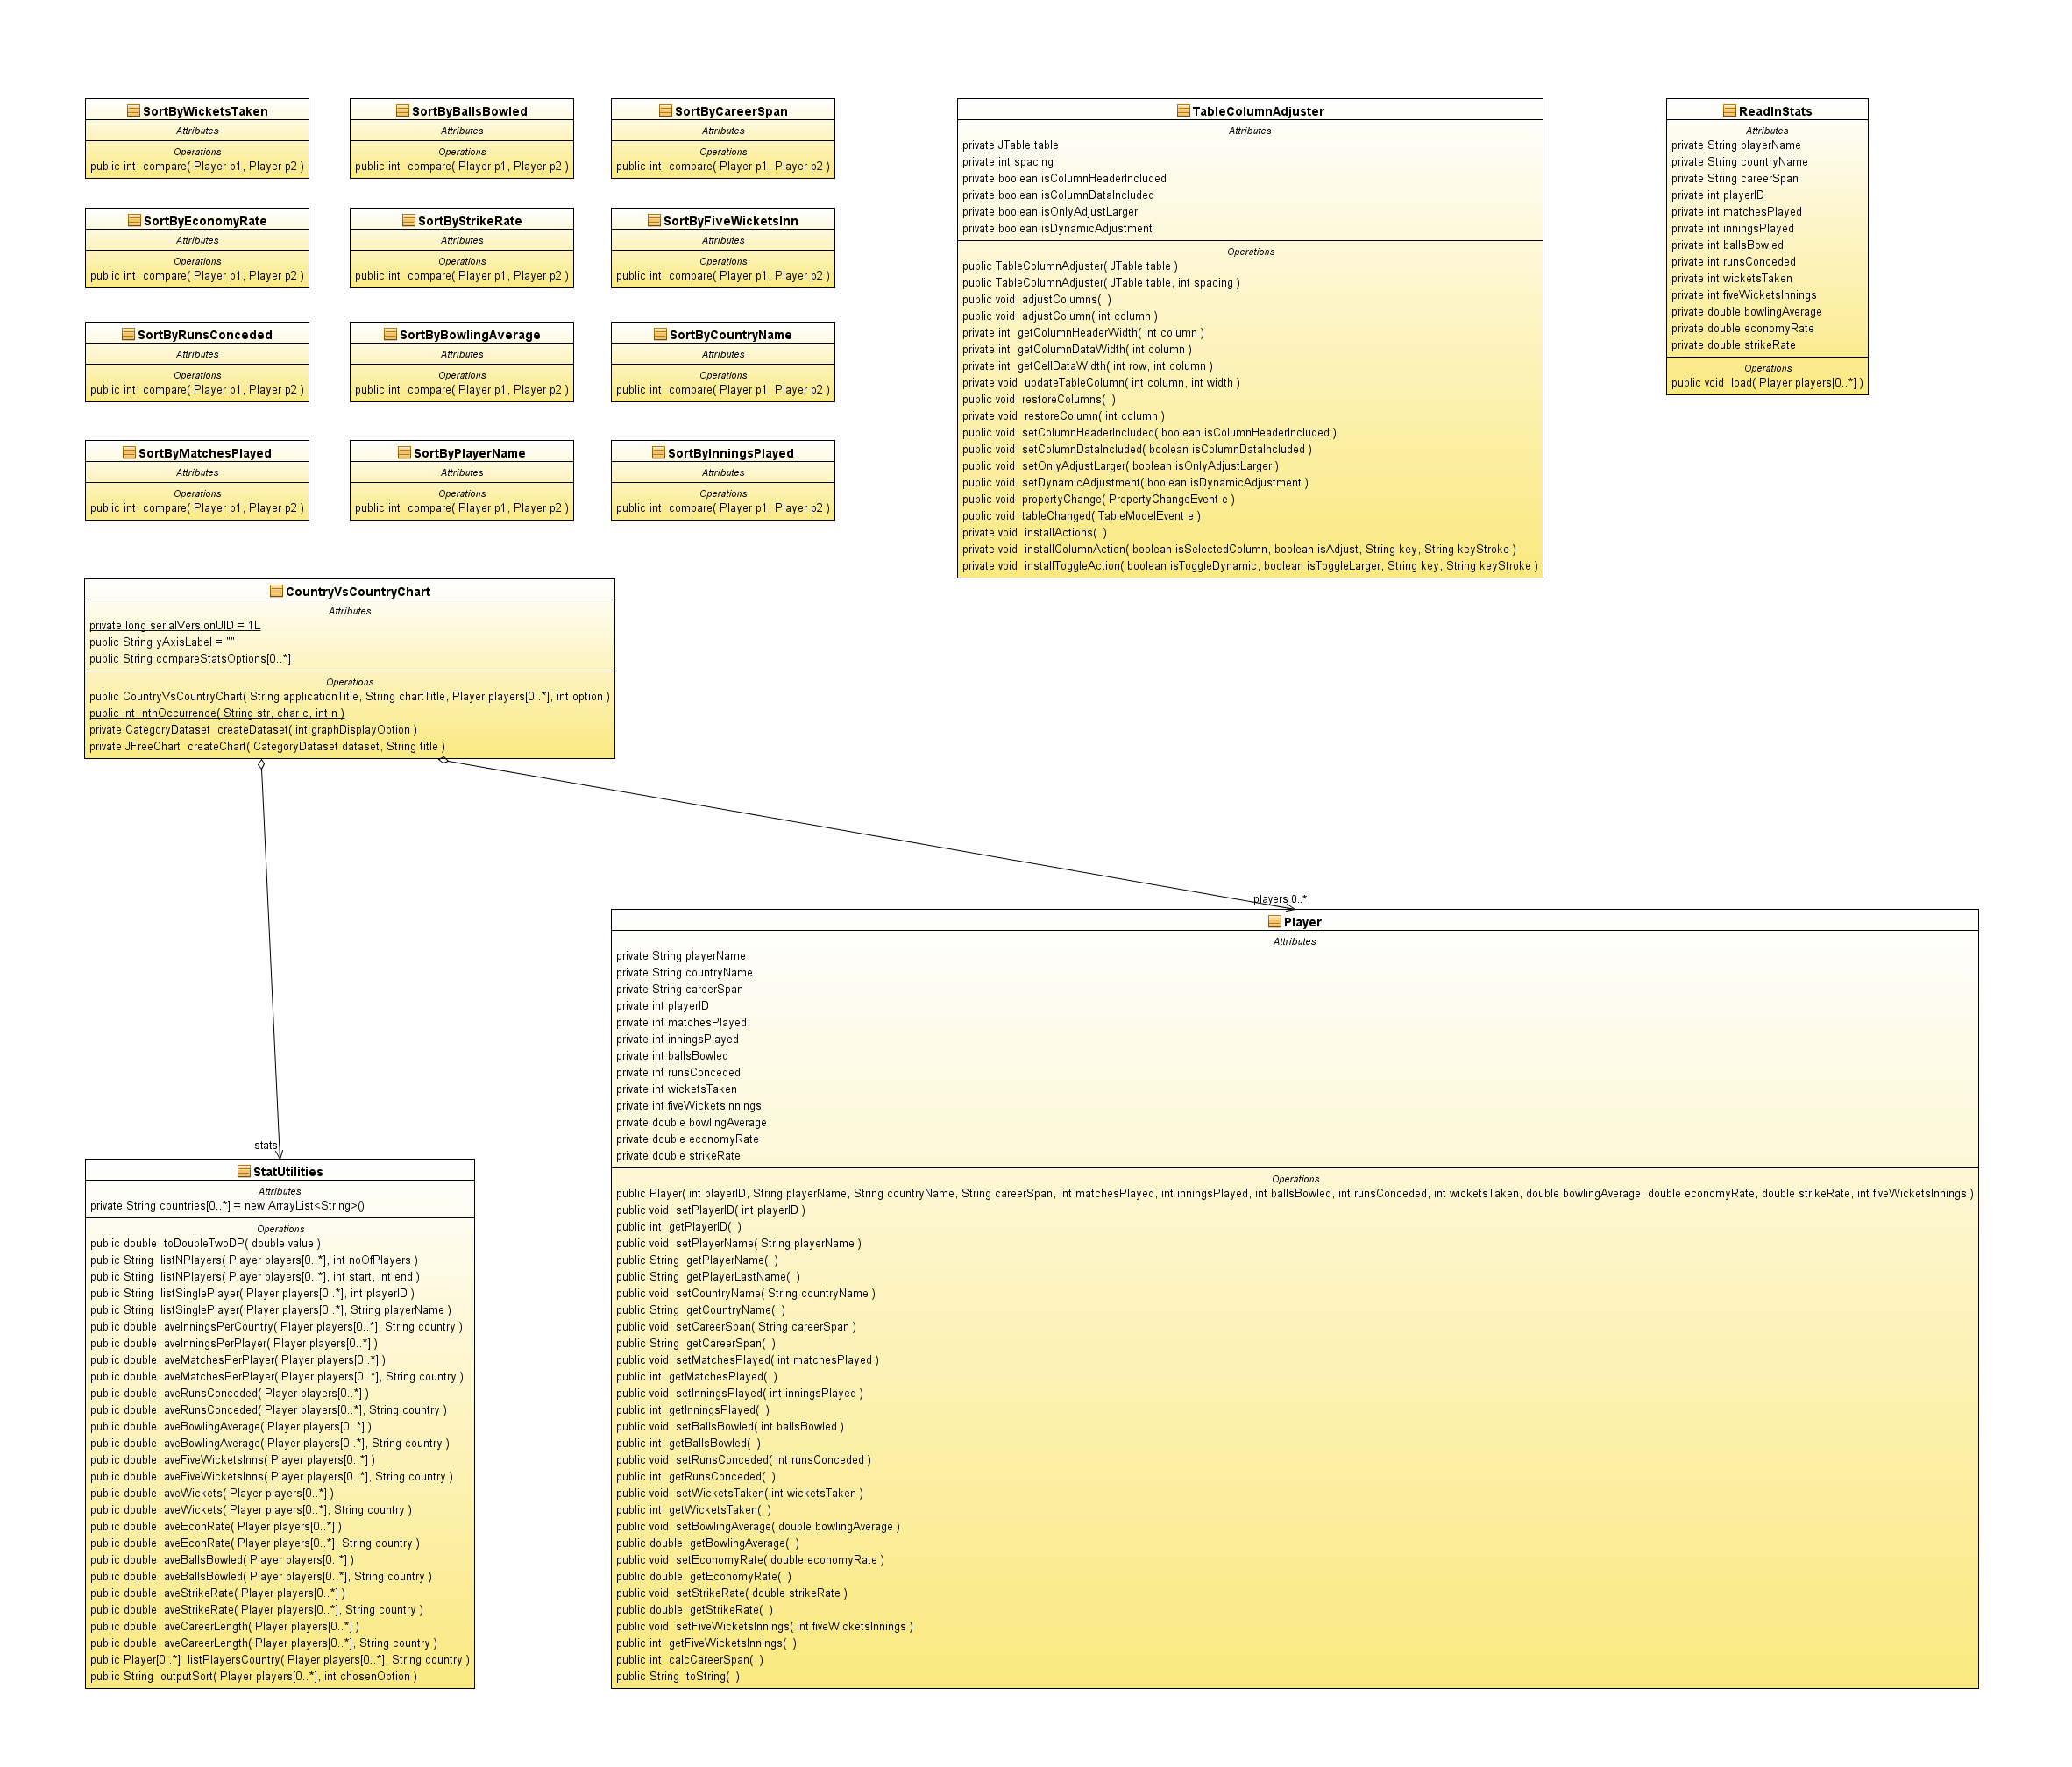 SortByWicketsTaken
Attributes
Operations
public int  compare( Player p1, Player p2 )
SortByBallsBowled
Attributes
Operations
public int  compare( Player p1, Player p2 )
SortByCareerSpan
Attributes
Operations
public int  compare( Player p1, Player p2 )
TableColumnAdjuster
Attributes
private JTable table
private int spacing
private boolean isColumnHeaderIncluded
private boolean isColumnDataIncluded
private boolean isOnlyAdjustLarger
private boolean isDynamicAdjustment
Operations
public TableColumnAdjuster( JTable table )
public TableColumnAdjuster( JTable table, int spacing )
public void  adjustColumns(  )
public void  adjustColumn( int column )
private int  getColumnHeaderWidth( int column )
private int  getColumnDataWidth( int column )
private int  getCellDataWidth( int row, int column )
private void  updateTableColumn( int column, int width )
public void  restoreColumns(  )
private void  restoreColumn( int column )
public void  setColumnHeaderIncluded( boolean isColumnHeaderIncluded )
public void  setColumnDataIncluded( boolean isColumnDataIncluded )
public void  setOnlyAdjustLarger( boolean isOnlyAdjustLarger )
public void  setDynamicAdjustment( boolean isDynamicAdjustment )
public void  propertyChange( PropertyChangeEvent e )
public void  tableChanged( TableModelEvent e )
private void  installActions(  )
private void  installColumnAction( boolean isSelectedColumn, boolean isAdjust, String key, String keyStroke )
private void  installToggleAction( boolean isToggleDynamic, boolean isToggleLarger, String key, String keyStroke )
ReadInStats
Attributes
private String playerName
private String countryName
private String careerSpan
private int playerID
private int matchesPlayed
private int inningsPlayed
private int ballsBowled
private int runsConceded
private int wicketsTaken
private int fiveWicketsInnings
private double bowlingAverage
private double economyRate
private double strikeRate
Operations
public void  load( Player players[0..*] )
SortByEconomyRate
Attributes
Operations
public int  compare( Player p1, Player p2 )
SortByStrikeRate
Attributes
Operations
public int  compare( Player p1, Player p2 )
SortByFiveWicketsInn
Attributes
Operations
public int  compare( Player p1, Player p2 )
SortByRunsConceded
Attributes
Operations
public int  compare( Player p1, Player p2 )
SortByBowlingAverage
Attributes
Operations
public int  compare( Player p1, Player p2 )
SortByCountryName
Attributes
Operations
public int  compare( Player p1, Player p2 )
SortByMatchesPlayed
Attributes
Operations
public int  compare( Player p1, Player p2 )
SortByPlayerName
Attributes
Operations
public int  compare( Player p1, Player p2 )
SortByInningsPlayed
Attributes
Operations
public int  compare( Player p1, Player p2 )
CountryVsCountryChart
Attributes
private long serialVersionUID = 1L
public String yAxisLabel = ""
public String compareStatsOptions[0..*]
Operations
public CountryVsCountryChart( String applicationTitle, String chartTitle, Player players[0..*], int option )
public int  nthOccurrence( String str, char c, int n )
private CategoryDataset  createDataset( int graphDisplayOption )
private JFreeChart  createChart( CategoryDataset dataset, String title )
players 0..*
Player
Attributes
private String playerName
private String countryName
private String careerSpan
private int playerID
private int matchesPlayed
private int inningsPlayed
private int ballsBowled
private int runsConceded
private int wicketsTaken
private int fiveWicketsInnings
private double bowlingAverage
private double economyRate
private double strikeRate
Operations
public Player( int playerID, String playerName, String countryName, String careerSpan, int matchesPlayed, int inningsPlayed, int ballsBowled, int runsConceded, int wicketsTaken, double bowlingAverage, double economyRate, double strikeRate, int fiveWicketsInnings )
public void  setPlayerID( int playerID )
public int  getPlayerID(  )
public void  setPlayerName( String playerName )
public String  getPlayerName(  )
public String  getPlayerLastName(  )
public void  setCountryName( String countryName )
public String  getCountryName(  )
public void  setCareerSpan( String careerSpan )
public String  getCareerSpan(  )
public void  setMatchesPlayed( int matchesPlayed )
public int  getMatchesPlayed(  )
public void  setInningsPlayed( int inningsPlayed )
public int  getInningsPlayed(  )
public void  setBallsBowled( int ballsBowled )
public int  getBallsBowled(  )
public void  setRunsConceded( int runsConceded )
public int  getRunsConceded(  )
public void  setWicketsTaken( int wicketsTaken )
public int  getWicketsTaken(  )
public void  setBowlingAverage( double bowlingAverage )
public double  getBowlingAverage(  )
public void  setEconomyRate( double economyRate )
public double  getEconomyRate(  )
public void  setStrikeRate( double strikeRate )
public double  getStrikeRate(  )
public void  setFiveWicketsInnings( int fiveWicketsInnings )
public int  getFiveWicketsInnings(  )
public int  calcCareerSpan(  )
public String  toString(  )
stats
StatUtilities
Attributes
private String countries[0..*] = new ArrayList<String>()
Operations
public double  toDoubleTwoDP( double value )
public String  listNPlayers( Player players[0..*], int noOfPlayers )
public String  listNPlayers( Player players[0..*], int start, int end )
public String  listSinglePlayer( Player players[0..*], int playerID )
public String  listSinglePlayer( Player players[0..*], String playerName )
public double  aveInningsPerCountry( Player players[0..*], String country )
public double  aveInningsPerPlayer( Player players[0..*] )
public double  aveMatchesPerPlayer( Player players[0..*] )
public double  aveMatchesPerPlayer( Player players[0..*], String country )
public double  aveRunsConceded( Player players[0..*] )
public double  aveRunsConceded( Player players[0..*], String country )
public double  aveBowlingAverage( Player players[0..*] )
public double  aveBowlingAverage( Player players[0..*], String country )
public double  aveFiveWicketsInns( Player players[0..*] )
public double  aveFiveWicketsInns( Player players[0..*], String country )
public double  aveWickets( Player players[0..*] )
public double  aveWickets( Player players[0..*], String country )
public double  aveEconRate( Player players[0..*] )
public double  aveEconRate( Player players[0..*], String country )
public double  aveBallsBowled( Player players[0..*] )
public double  aveBallsBowled( Player players[0..*], String country )
public double  aveStrikeRate( Player players[0..*] )
public double  aveStrikeRate( Player players[0..*], String country )
public double  aveCareerLength( Player players[0..*] )
public double  aveCareerLength( Player players[0..*], String country )
public Player[0..*]  listPlayersCountry( Player players[0..*], String country )
public String  outputSort( Player players[0..*], int chosenOption )